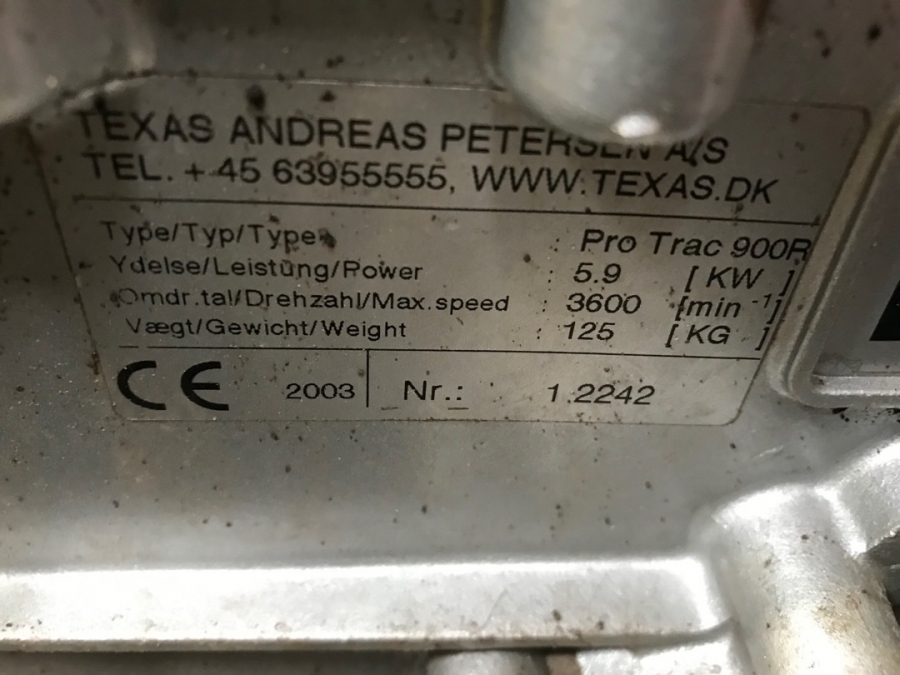 TEXAS ANDREAS PETERSEN A/S
TEL. +45 63955555, WWW.TEXAS.DK
Type/Typ/Type : Pro Trac 900R
Ydelse/Leistung/Power : 5.9 [ KW ]
Omdr.tal/Drehzahl/Max.speed : 3600 [min -1]
Vægt/Gewicht/Weight : 125 [ KG ]
CE 2003 Nr.: 1.2242